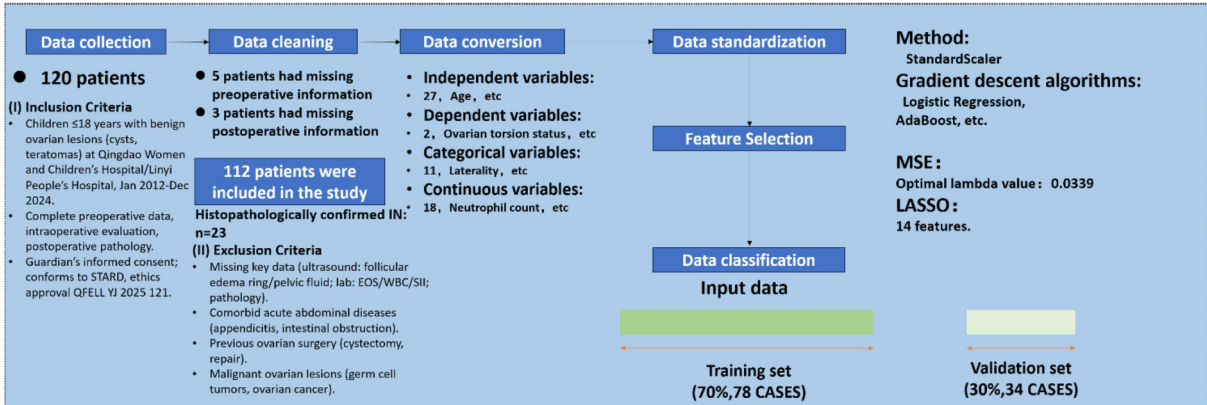 Data collection
● 120 patients
(I) Inclusion Criteria
• Children ≤18 years with benign
ovarian lesions (cysts,
teratomas) at Qingdao Women
and Children's Hospital/Linyi
People's Hospital, Jan 2012-Dec
2024.
• Complete preoperative data,
intraoperative evaluation,
postoperative pathology.
• Guardian's informed consent;
conforms to STARD, ethics
approval QFELL YJ 2025 121.
Data cleaning
● 5 patients had missing
preoperative information
● 3 patients had missing
postoperative information
112 patients were
included in the study
Histopathologically confirmed IN:
n=23
(II) Exclusion Criteria
• Missing key data (ultrasound: follicular
edema ring/pelvic fluid; lab: EOS/WBC/SII;
pathology).
• Comorbid acute abdominal diseases
(appendicitis, intestinal obstruction).
• Previous ovarian surgery (cystectomy,
repair).
• Malignant ovarian lesions (germ cell
tumors, ovarian cancer).
Data conversion
• Independent variables:
• 27, Age, etc
• Dependent variables:
• 2, Ovarian torsion status, etc
• Categorical variables:
• 11, Laterality, etc
• Continuous variables:
• 18, Neutrophil count, etc
Data standardization
Feature Selection
Data classification
Input data
Training set
(70%,78 CASES)
Validation set
(30%,34 CASES)
Method:
StandardScaler
Gradient descent algorithms:
Logistic Regression,
AdaBoost, etc.
MSE:
Optimal lambda value: 0.0339
LASSO:
14 features.